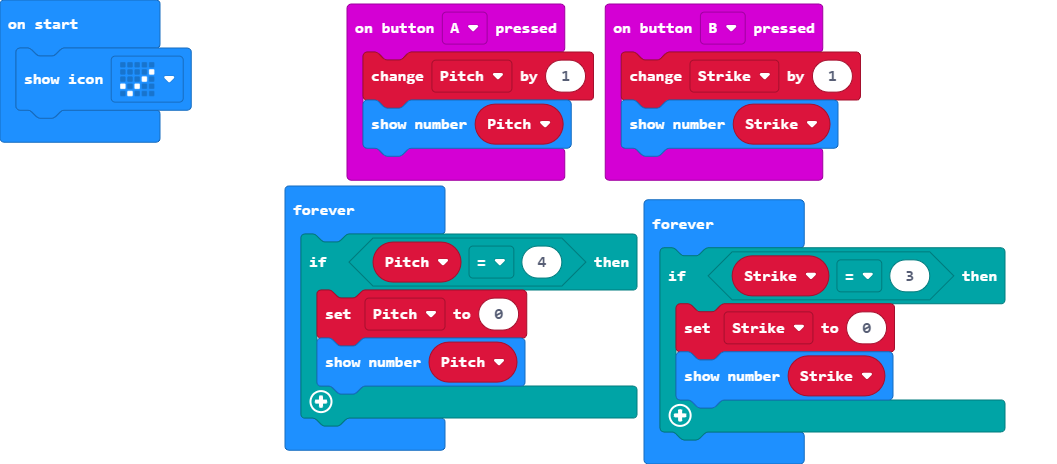 on start
show icon
on button A pressed
change Pitch by 1
show number Pitch
on button B pressed
change Strike by 1
show number Strike
forever
if Pitch = 4 then
set Pitch to 0
show number Pitch
forever
if Strike = 3 then
set Strike to 0
show number Strike